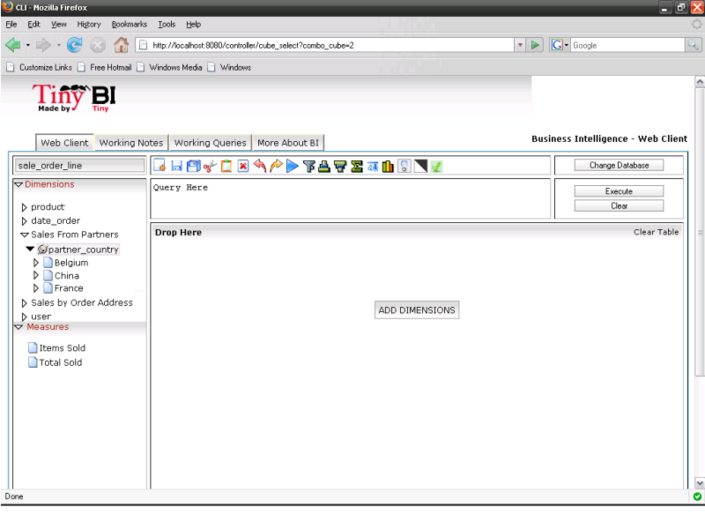 CLI - Mozilla Firefox
File Edit View History Bookmarks Tools Help
http://localhost:8080/controller/cube_select?combo_cube=2
Google
Customize Links Free Hotmail Windows Media Windows
Tiny BI
Made by Tiny
Web Client Working Notes Working Queries More About BI
Business Intelligence - Web Client
sale_order_line
Change Database
Dimensions
Query Here
Execute
Clear
product
date_order
Sales From Partners
Drop Here
Clear Table
partner_country
Belgium
China
France
Sales by Order Address
ADD DIMENSIONS
user
Measures
Items Sold
Total Sold
Done